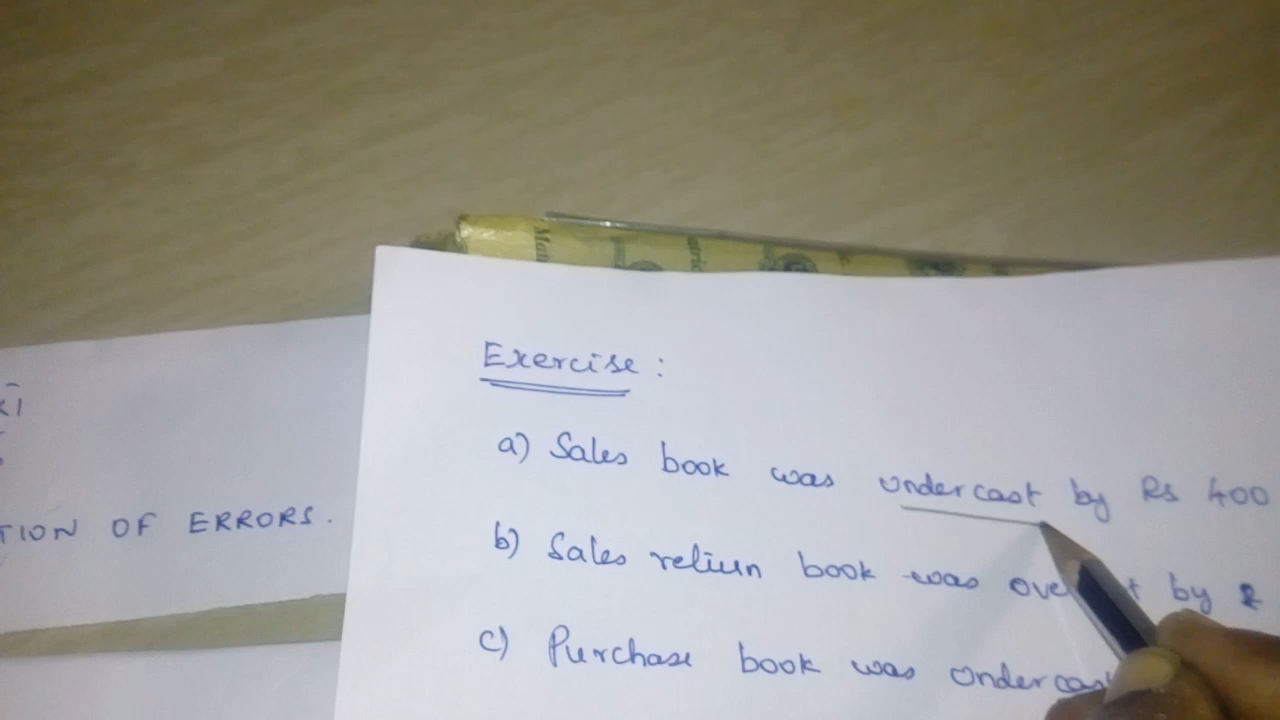 TION OF ERRORS.
Exercise:
a) Sales book was undercast by Rs 400
b) Sales return book was by
c) Purchase book was undercast